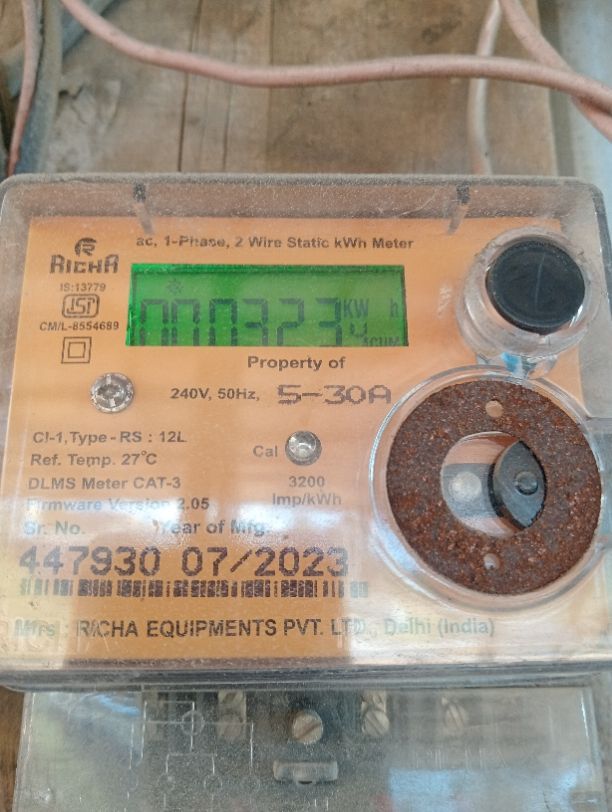 ac, 1-Phase, 2 Wire Static kWh Meter
RICHA
IS:13779
ISI
CM/L-8554689
000323
KW h
ACUM
Property of
240V, 50Hz, 5-30A
Cl-1, Type - RS : 12L
Ref. Temp. 27°C
DLMS Meter CAT-3
Firmware Version 2.05
Cal
3200
Imp/kWh
Sr. No. Year of Mfg.
447930 07/2023
Mfrs. : RICHA EQUIPMENTS PVT. LTD., Delhi (India)